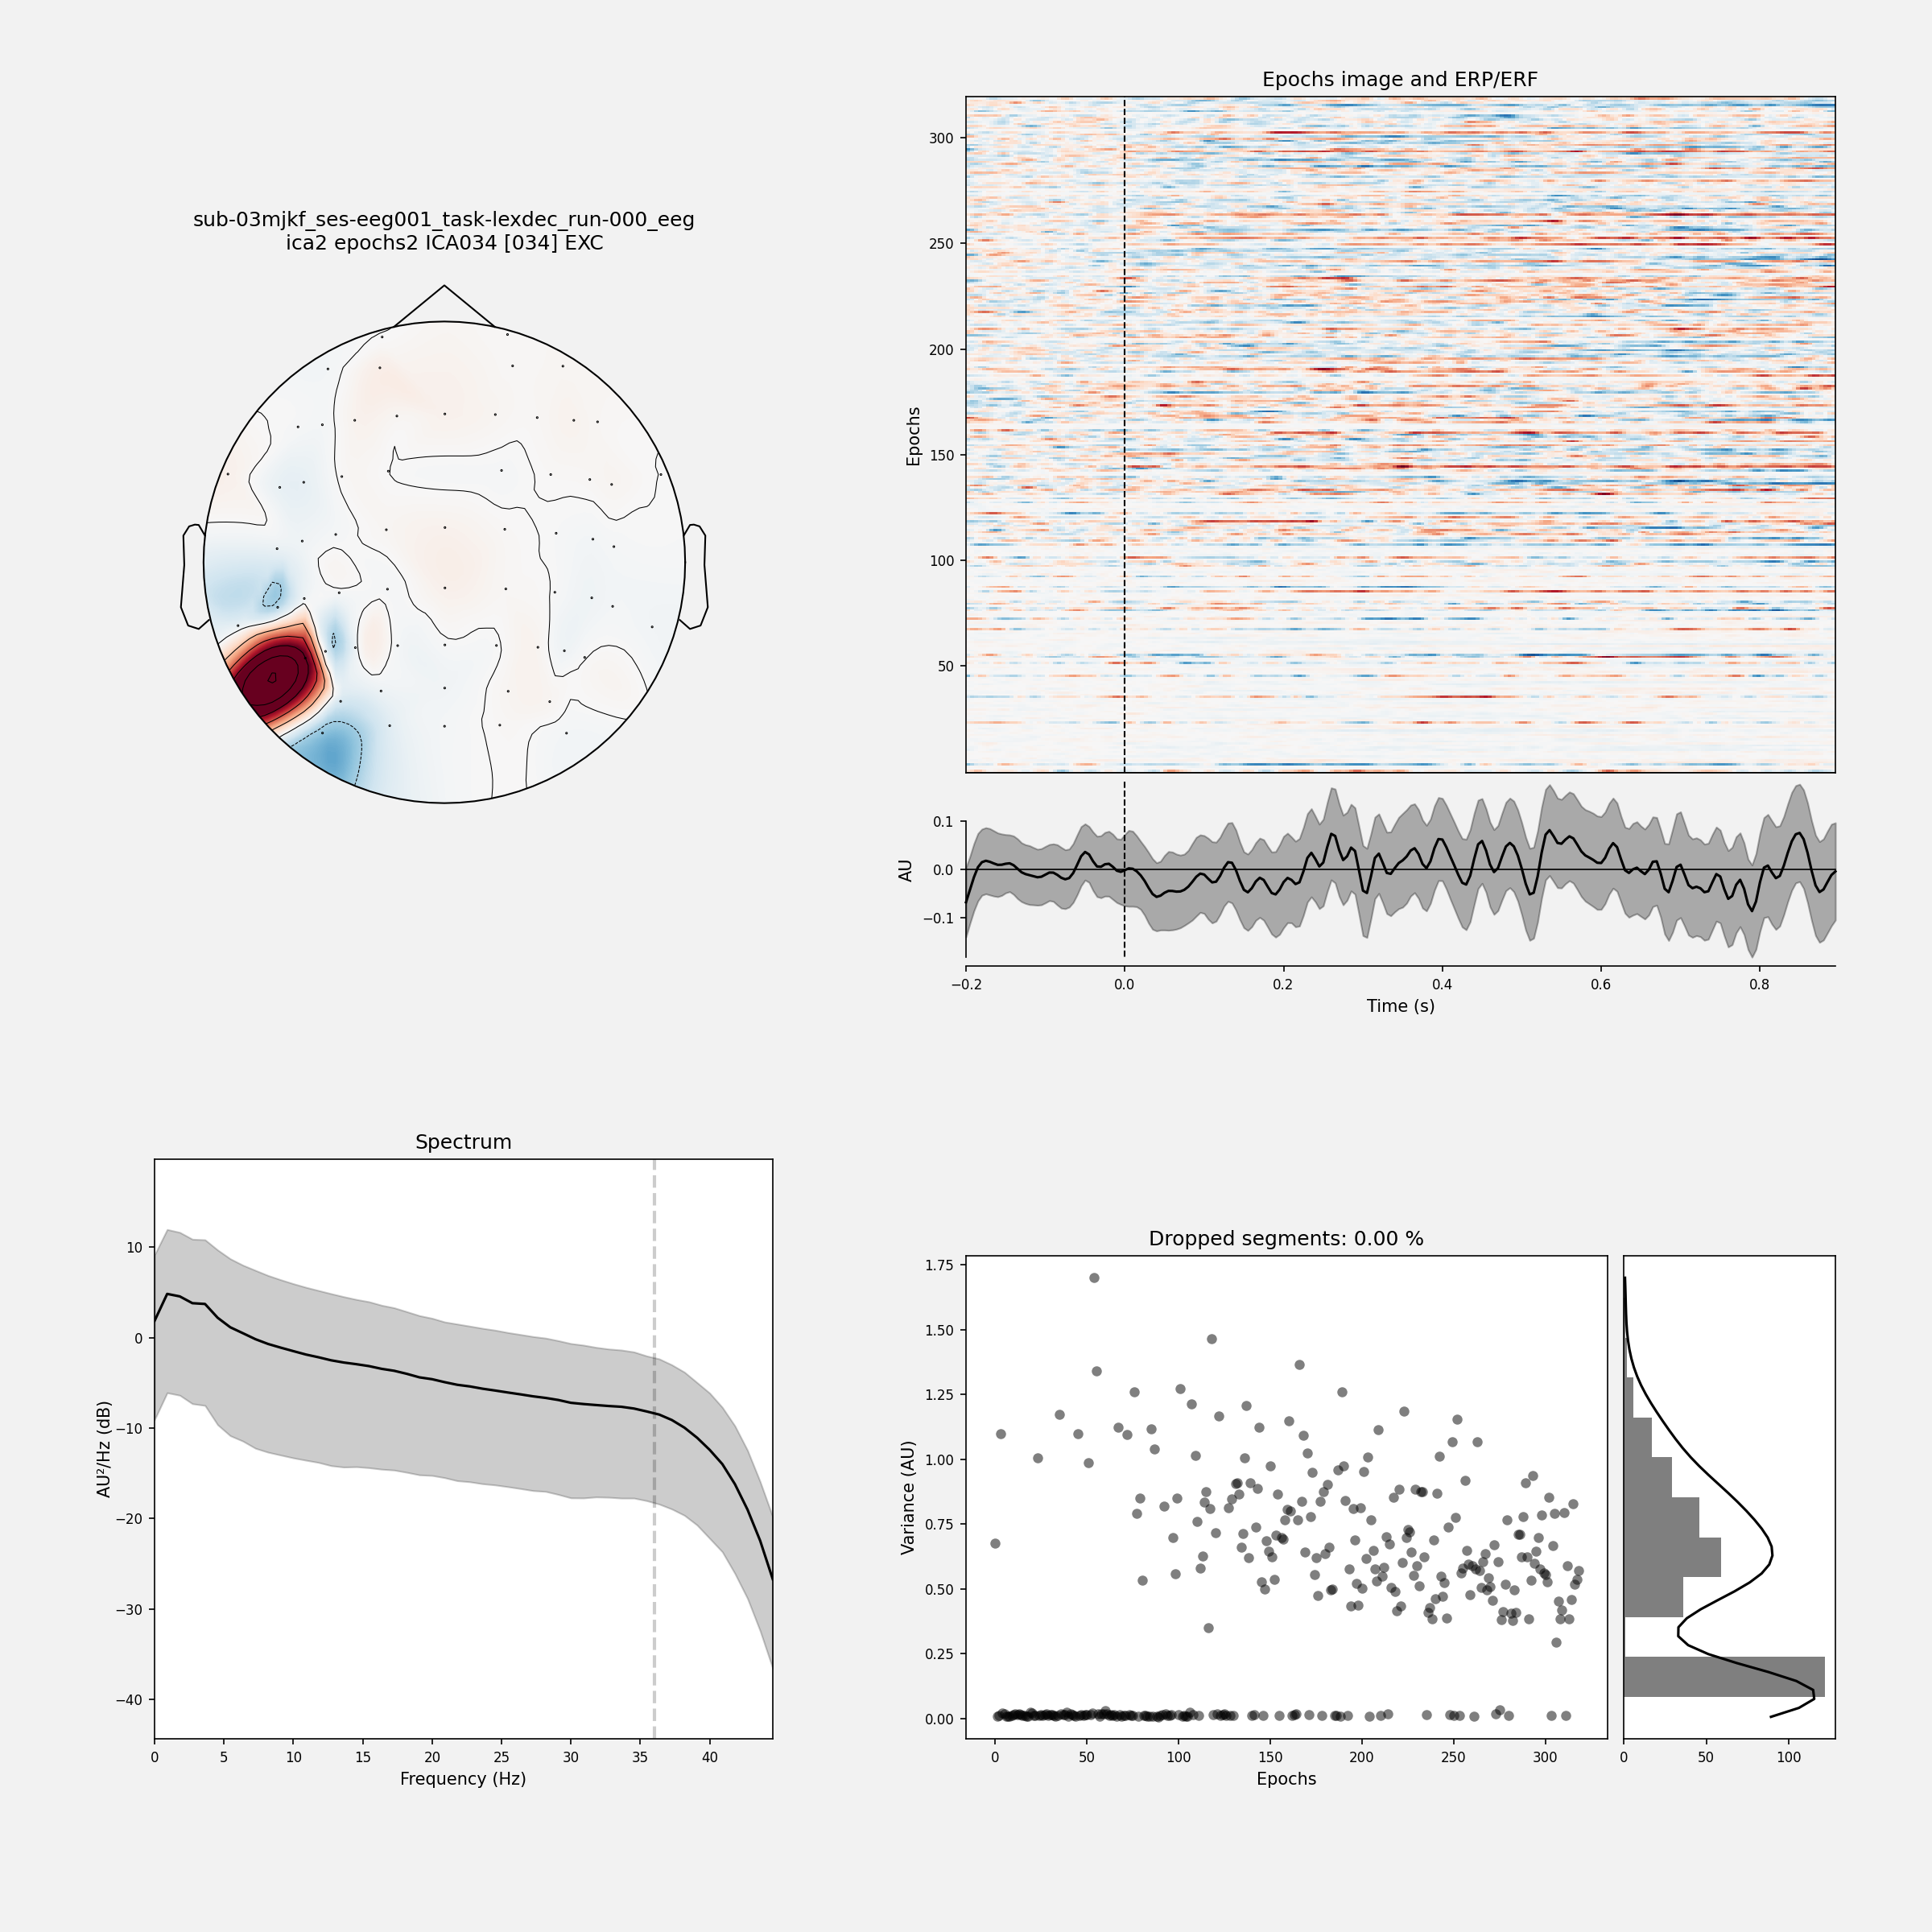 sub-03mjkf_ses-eeg001_task-lexdec_run-000_eeg
ica2 epochs2 ICA034 [034] EXC
Epochs image and ERP/ERF
Epochs
300
250
200
150
100
50
AU
0.1
0.0
−0.1
−0.2 0.0 0.2 0.4 0.6 0.8
Time (s)
Spectrum
AU²/Hz (dB)
10
0
−10
−20
−30
−40
0 5 10 15 20 25 30 35 40
Frequency (Hz)
Dropped segments: 0.00 %
Variance (AU)
1.75
1.50
1.25
1.00
0.75
0.50
0.25
0.00
0 50 100 150 200 250 300
Epochs
0 50 100